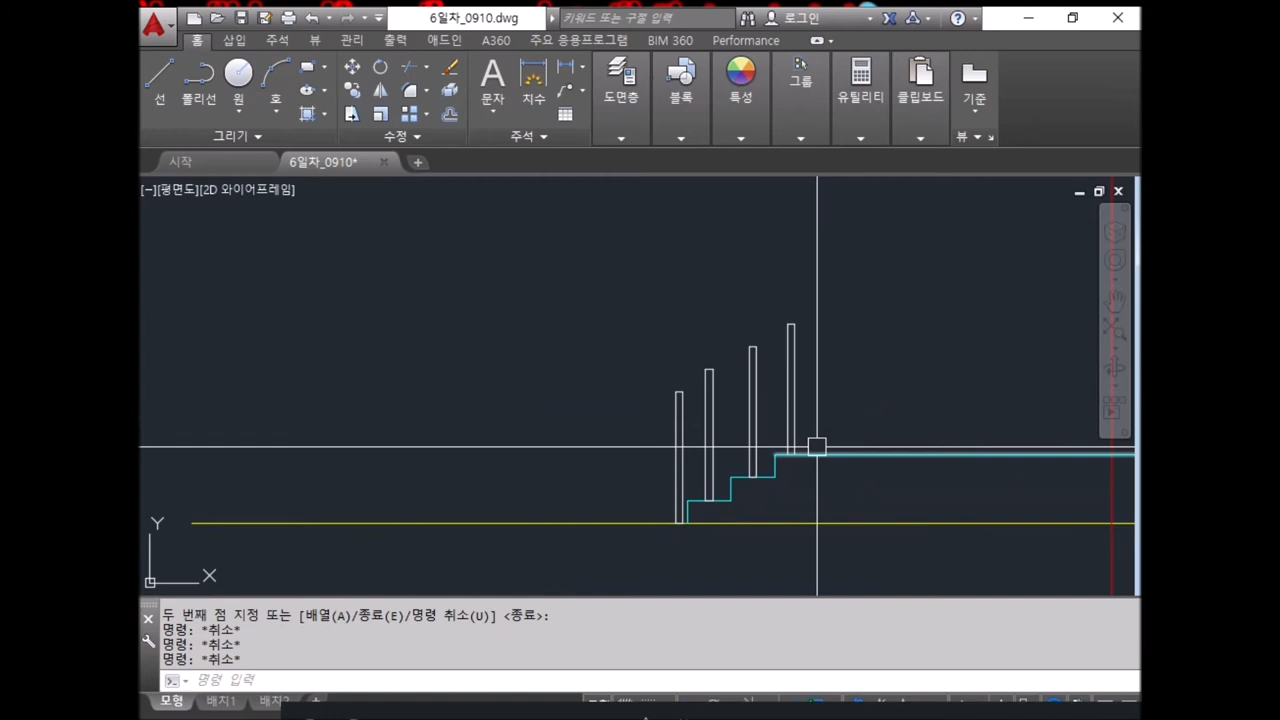 6일차_0910.dwg
키워드 또는 구절 입력
로그인
홈 삽입 주석 뷰 관리 출력 애드인 A360 주요 응용프로그램 BIM 360 Performance
선 폴리선 원 호 문자 치수 도면층 블록 특성 그룹 유틸리티 클립보드 기준
그리기 수정 주석 뷰
시작 6일차_0910*
[−][평면도][2D 와이어프레임]
Y
X
두 번째 점 지정 또는 [배열(A)/종료(E)/명령 취소(U)] <종료>:
명령: *취소*
명령: *취소*
명령: *취소*
명령 입력
모형 배치1 배치2